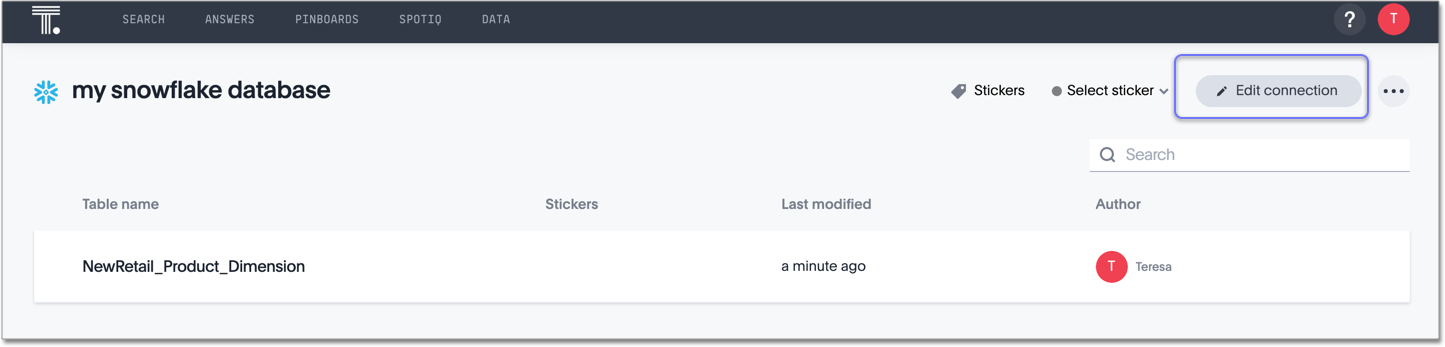 SEARCH ANSWERS PINBOARDS SPOTIQ DATA ? T
my snowflake database Stickers Select sticker Edit connection
Search
Table name Stickers Last modified Author
NewRetail_Product_Dimension a minute ago T Teresa